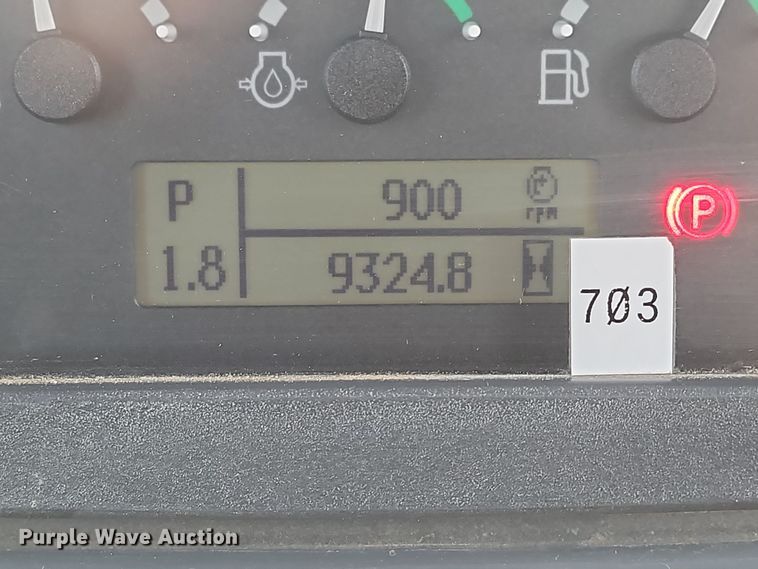 P 900 rpm
1.8 9324.8
P
7Ø3
Purple Wave Auction